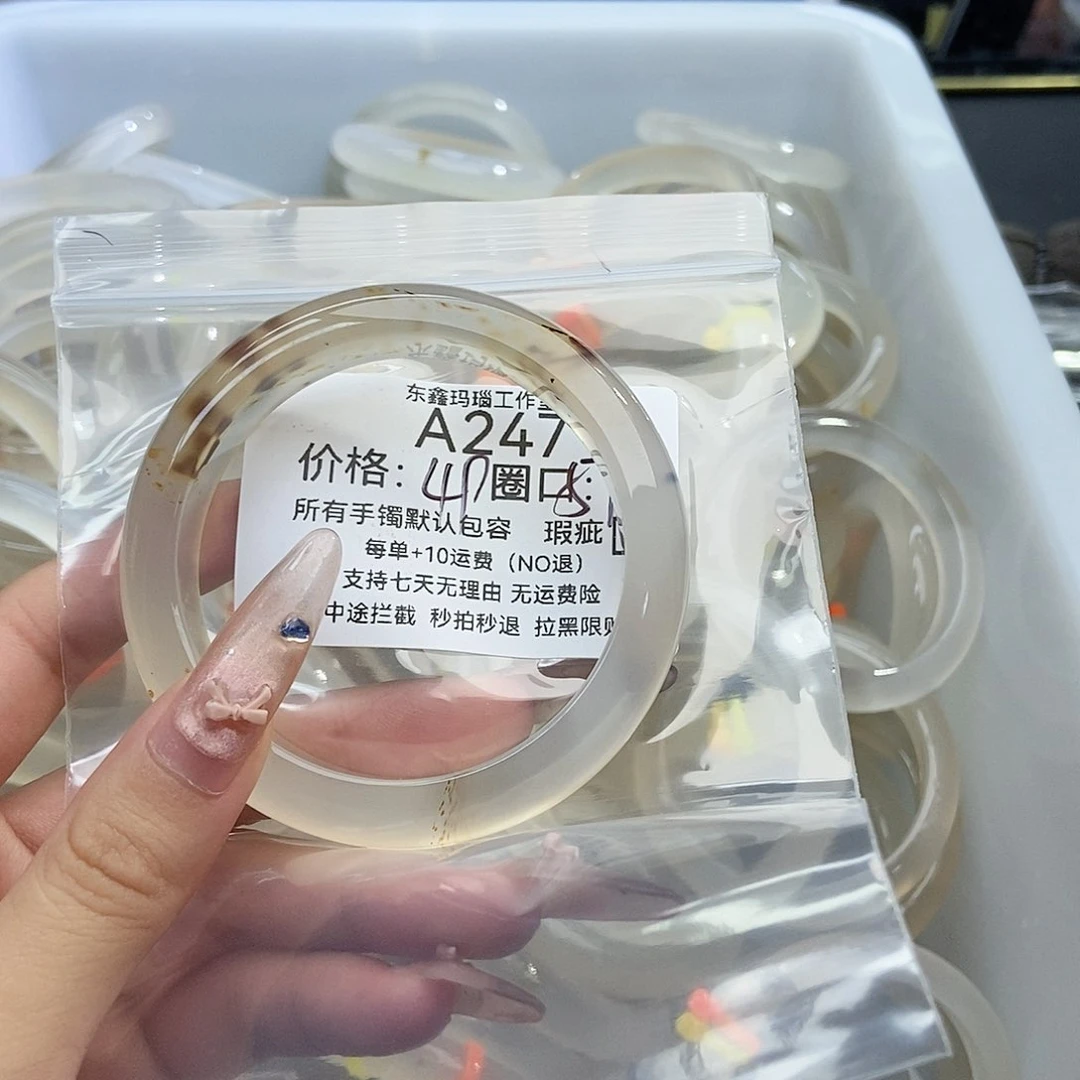 东鑫玛瑙工作室
A247
价格： 圈口：
所有手镯默认包容 瑕疵
每单+10运费（NO退）
支持七天无理由 无运费险
中途拦截 秒拍秒退 拉黑限购